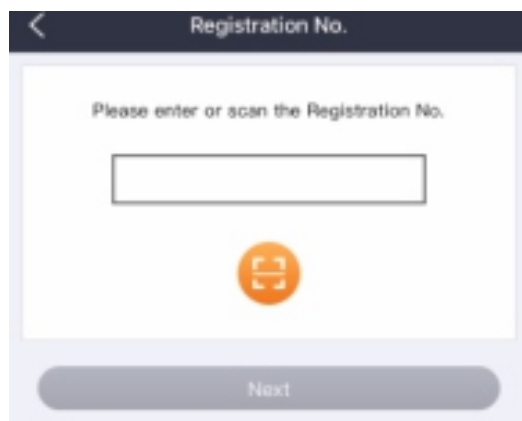 Registration No.
Please enter or scan the Registration No.
Next